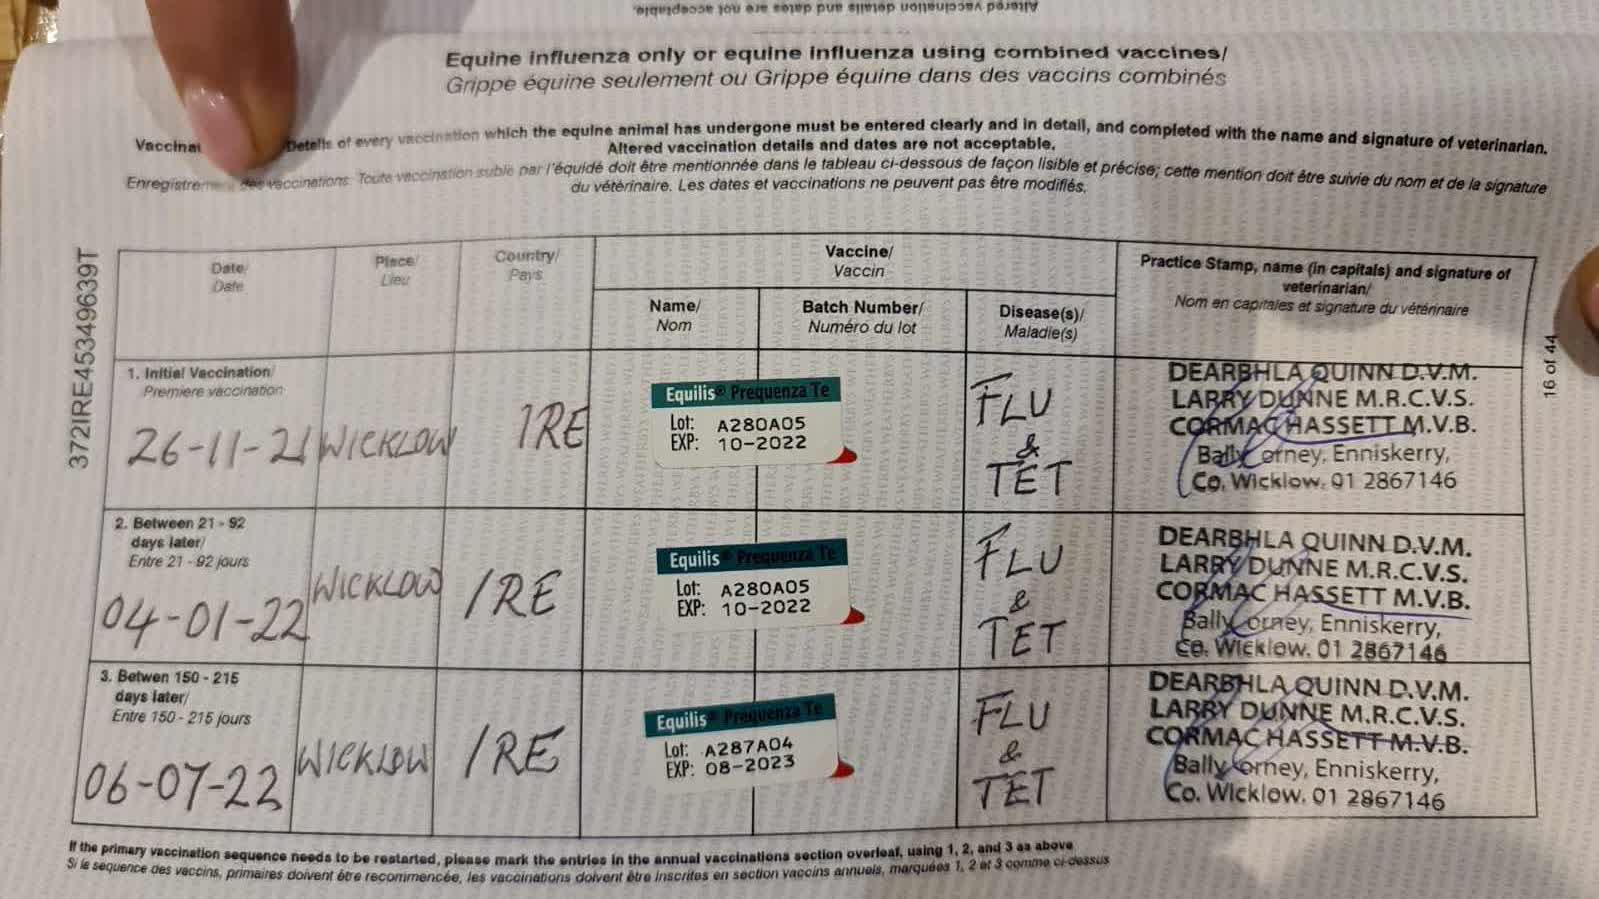 Altered vaccination details and dates are not acceptable.
Equine influenza only or equine influenza using combined vaccines/
Grippe équine seulement ou Grippe équine dans des vaccins combinés
Details of every vaccination which the equine animal has undergone must be entered clearly and in detail, and completed with the name and signature of veterinarian.
Altered vaccination details and dates are not acceptable.
des vaccinations. Toute vaccination subie par l'équidé doit être mentionnée dans le tableau ci-dessous de façon lisible et précise; cette mention doit être suivie du nom et de la signature
du vétérinaire. Les dates et vaccinations ne peuvent pas être modifiés.
372IRE45349639T
16 of 44
Date/
Date
Place/
Lieu
Country/
Pays
Vaccine/
Vaccin
Name/
Nom
Batch Number/
Numéro du lot
Disease(s)/
Maladie(s)
Practice Stamp, name (in capitals) and signature of
veterinarian/
Nom en capitales et signature du vétérinaire
1. Initial Vaccination/
Premiere vaccination
26-11-21
WICKLOW
IRE
Equilis® Prequenza Te
Lot: A280A05
EXP: 10-2022
FLU
&
TET
DEARBHLA QUINN D.V.M.
LARRY DUNNE M.R.C.V.S.
CORMAC HASSETT M.V.B.
Ballycorney, Enniskerry,
Co. Wicklow. 01 2867146
2. Between 21 - 92
days later/
Entre 21 - 92 jours
04-01-22
WICKLOW
IRE
Equilis® Prequenza Te
Lot: A280A05
EXP: 10-2022
FLU
&
TET
DEARBHLA QUINN D.V.M.
LARRY DUNNE M.R.C.V.S.
CORMAC HASSETT M.V.B.
Ballycorney, Enniskerry,
Co. Wicklow. 01 2867146
3. Betwen 150 - 215
days later/
Entre 150 - 215 jours
06-07-22
WICKLOW
IRE
Equilis® Prequenza Te
Lot: A287A04
EXP: 08-2023
FLU
&
TET
DEARBHLA QUINN D.V.M.
LARRY DUNNE M.R.C.V.S.
CORMAC HASSETT M.V.B.
Ballycorney, Enniskerry,
Co. Wicklow. 01 2867146
If the primary vaccination sequence needs to be restarted, please mark the entries in the annual vaccinations section overleaf, using 1, 2, and 3 as above
Si la sequence des vaccins, primaires doivent être recommencée, les vaccinations doivent être inscrites en section vaccins annuels, marquées 1, 2 et 3 comme ci-dessus